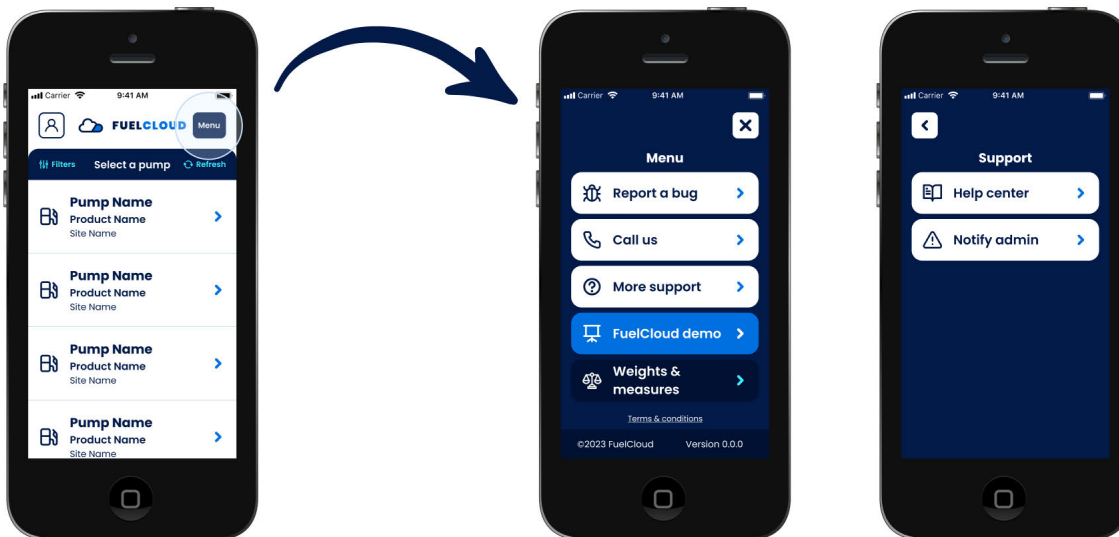 Carrier 9:41 AM
FUELCLOUD Menu
Filters Select a pump Refresh
Pump Name
Product Name
Site Name
Pump Name
Product Name
Site Name
Pump Name
Product Name
Site Name
Pump Name
Product Name
Site Name
Carrier 9:41 AM
Menu
Report a bug
Call us
More support
FuelCloud demo
Weights &
measures
Terms & conditions
©2023 FuelCloud Version 0.0.0
Carrier 9:41 AM
Support
Help center
Notify admin